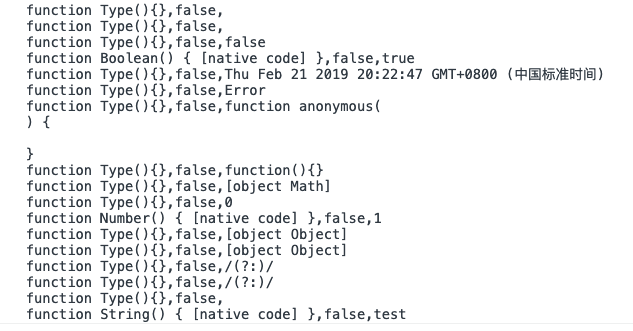 function Type(){},false,
function Type(){},false,
function Type(){},false,false
function Boolean() { [native code] },false,true
function Type(){},false,Thu Feb 21 2019 20:22:47 GMT+0800 (中国标准时间)
function Type(){},false,Error
function Type(){},false,function anonymous(
) {
}
function Type(){},false,function(){}
function Type(){},false,[object Math]
function Type(){},false,0
function Number() { [native code] },false,1
function Type(){},false,[object Object]
function Type(){},false,[object Object]
function Type(){},false,/(?:)/
function Type(){},false,/(?:)/
function Type(){},false,
function String() { [native code] },false,test